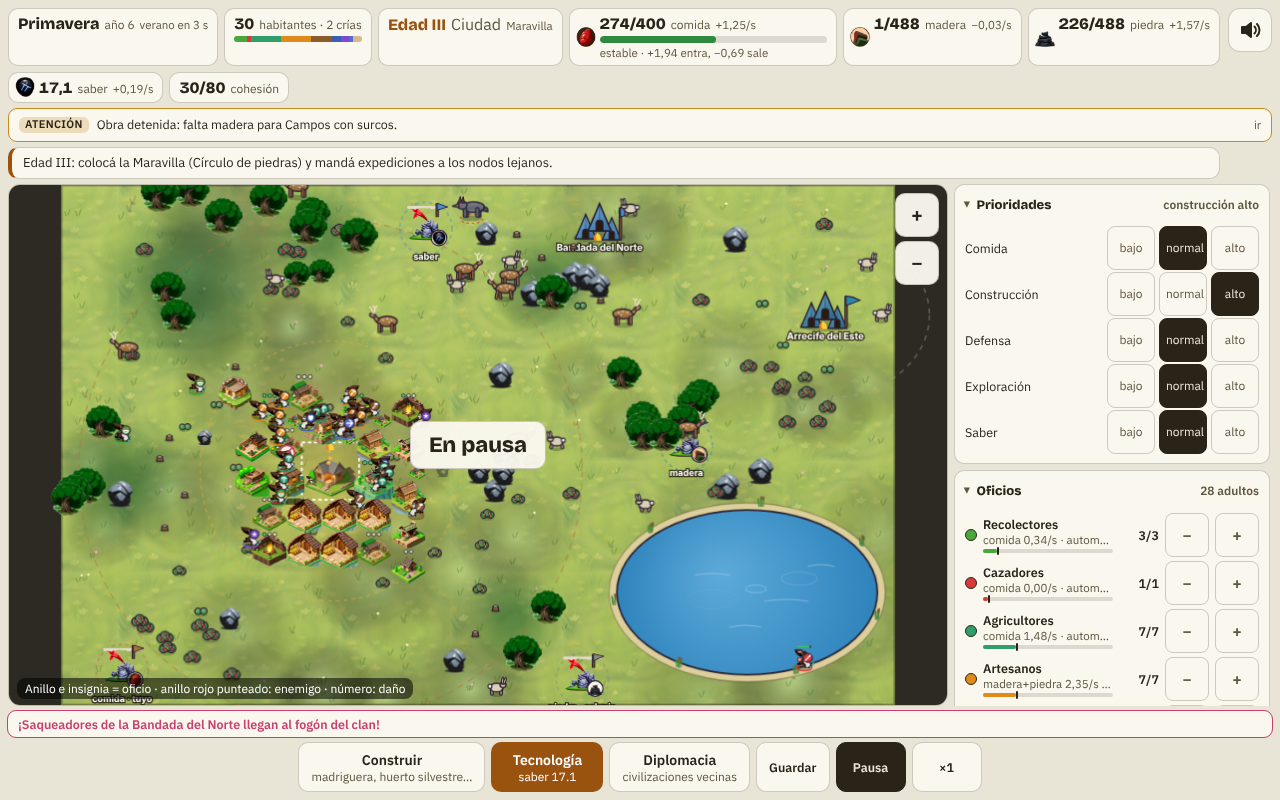 Primavera año 6 verano en 3 s
30 habitantes · 2 crías
Edad III Ciudad Maravilla
274/400 comida +1,25/s
estable · +1,94 entra, −0,69 sale
1/488 madera −0,03/s
226/488 piedra +1,57/s
17,1 saber +0,19/s
30/80 cohesión
ATENCIÓN Obra detenida: falta madera para Campos con surcos. ir
Edad III: colocá la Maravilla (Círculo de piedras) y mandá expediciones a los nodos lejanos.
saber
Bandada del Norte
Arrecife del Este
madera
En pausa
+
−
Anillo e insignia = oficio · anillo rojo punteado: enemigo · número: daño
Prioridades construcción alto
Comida bajo normal alto
Construcción bajo normal alto
Defensa bajo normal alto
Exploración bajo normal alto
Saber bajo normal alto
Oficios 28 adultos
Recolectores
comida 0,34/s · autom...
3/3 − +
Cazadores
comida 0,00/s · autom...
1/1 − +
Agricultores
comida 1,48/s · autom...
7/7 − +
Artesanos
madera+piedra 2,35/s ...
7/7 − +
¡Saqueadores de la Bandada del Norte llegan al fogón del clan!
Construir
madriguera, huerto silvestre...
Tecnología
saber 17.1
Diplomacia
civilizaciones vecinas
Guardar
Pausa
×1